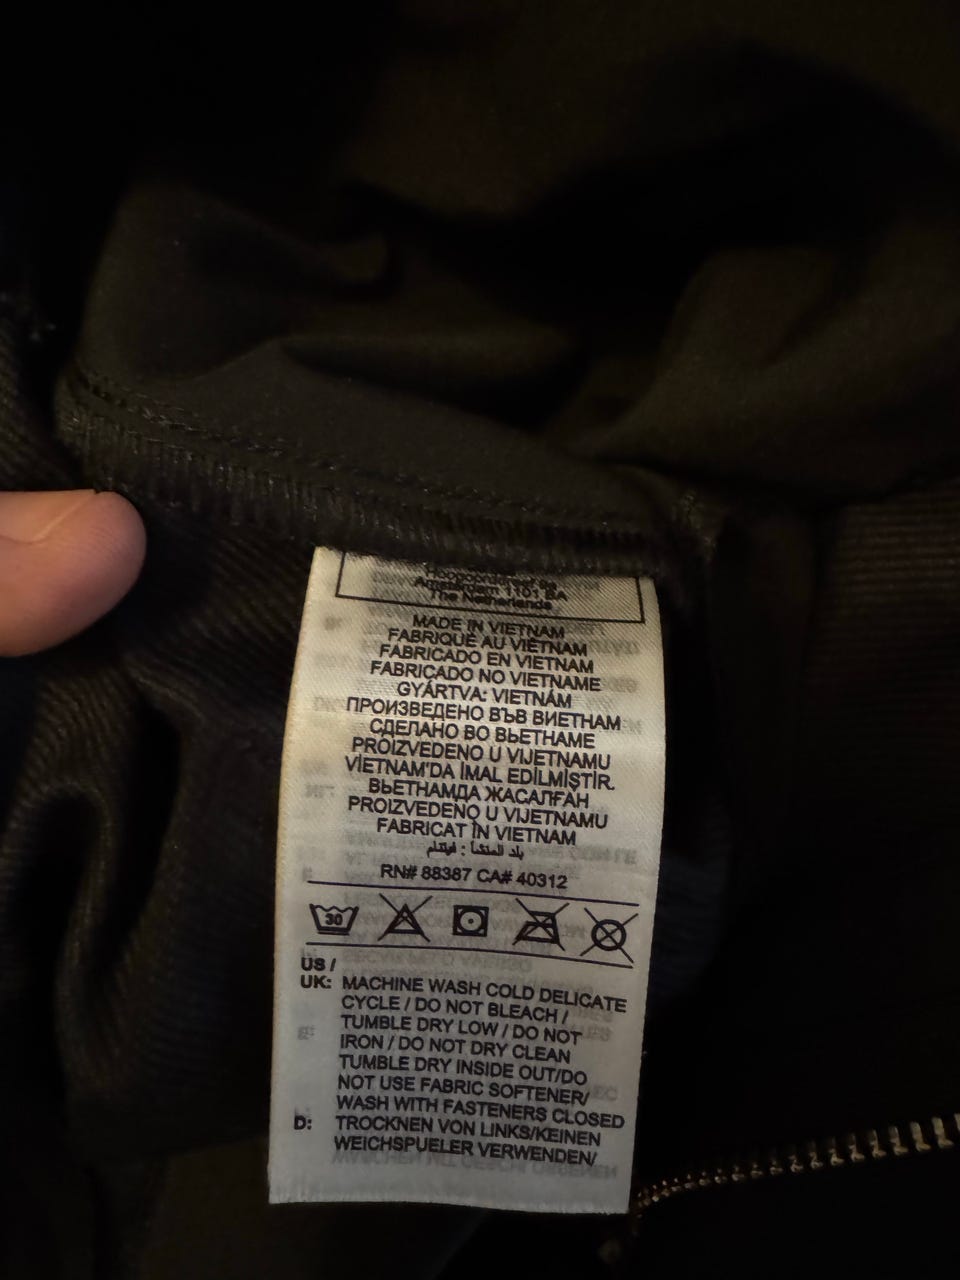 Hoogoorddreef 9a
Amsterdam 1101 BA
The Netherlands
MADE IN VIETNAM
FABRIQUÉ AU VIÊTNAM
FABRICADO EN VIETNAM
FABRICADO NO VIETNAME
GYÁRTVA: VIETNÁM
ПРОИЗВЕДЕНО ВЪВ ВИЕТНАМ
СДЕЛАНО ВО ВЬЕТНАМЕ
PROIZVEDENO U VIJETNAMU
VİETNAM'DA İMAL EDİLMİŞTİR.
ВЬЕТНАМДА ЖАСАЛҒАН
PROIZVEDENO U VIJETNAMU
FABRICAT ÎN VIETNAM
بلد المنشأ : فيتنام
RN# 88387 CA# 40312
30
US /
UK: MACHINE WASH COLD DELICATE
CYCLE / DO NOT BLEACH /
TUMBLE DRY LOW / DO NOT
IRON / DO NOT DRY CLEAN
TUMBLE DRY INSIDE OUT/DO
NOT USE FABRIC SOFTENER/
WASH WITH FASTENERS CLOSED
D: TROCKNEN VON LINKS/KEINEN
WEICHSPUELER VERWENDEN/